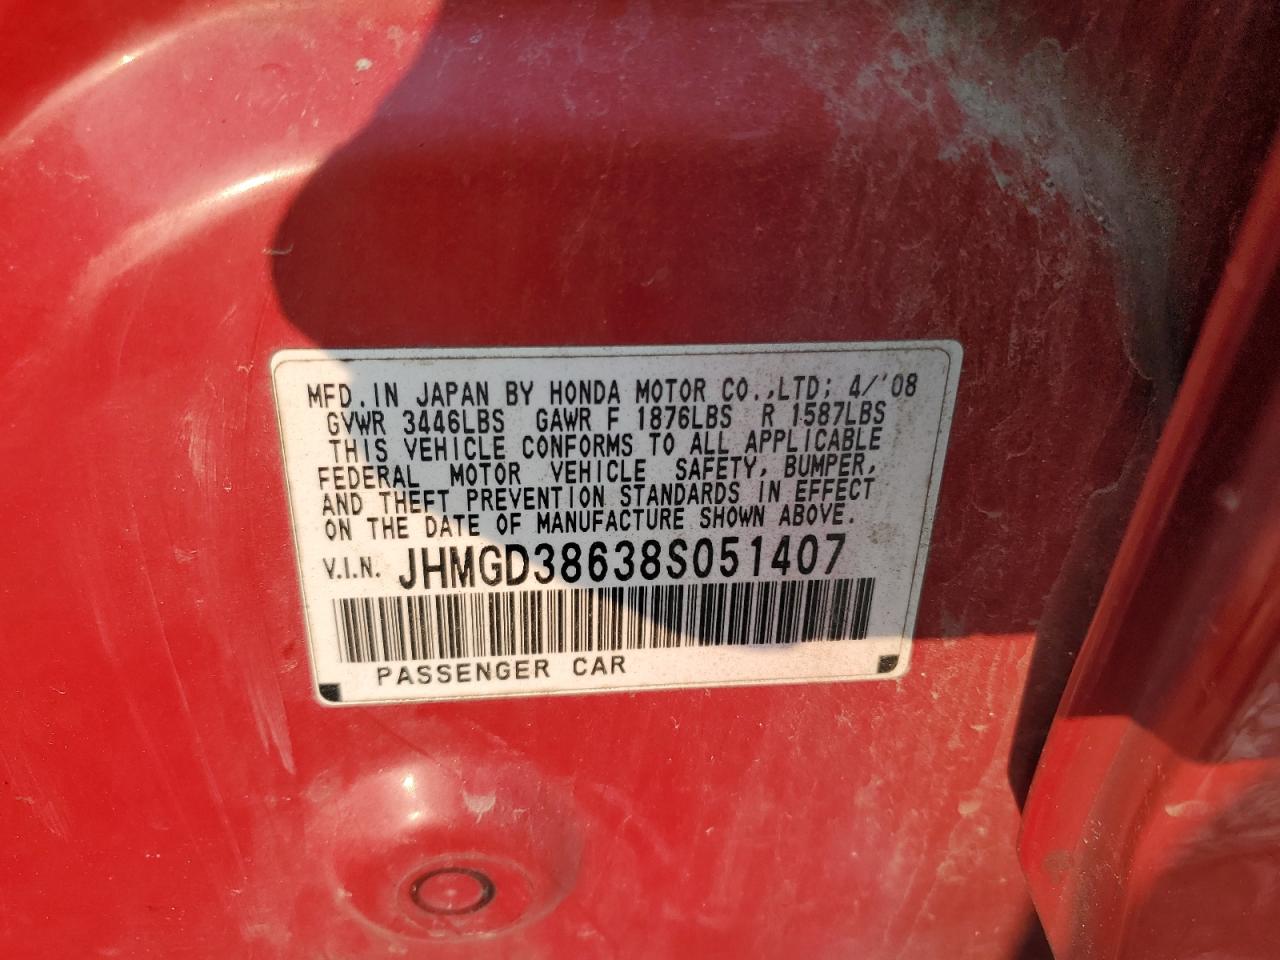 MFD. IN JAPAN BY HONDA MOTOR CO.,LTD; 4/'08
GVWR 3446LBS GAWR F 1876LBS R 1587LBS
THIS VEHICLE CONFORMS TO ALL APPLICABLE
FEDERAL MOTOR VEHICLE SAFETY, BUMPER,
AND THEFT PREVENTION STANDARDS IN EFFECT
ON THE DATE OF MANUFACTURE SHOWN ABOVE.
V.I.N. JHMGD38638S051407
PASSENGER CAR